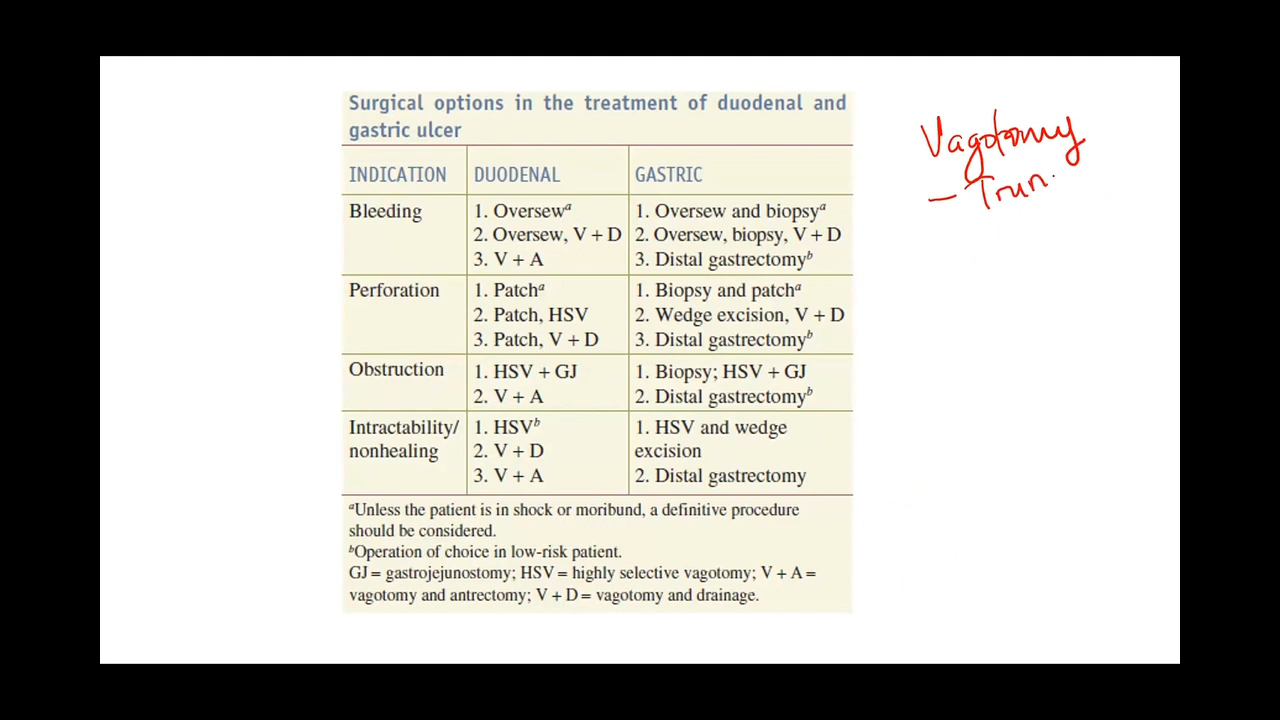 Surgical options in the treatment of duodenal and
gastric ulcer
INDICATION DUODENAL GASTRIC
Bleeding 1. Oversewᵃ 1. Oversew and biopsyᵃ
2. Oversew, V + D 2. Oversew, biopsy, V + D
3. V + A 3. Distal gastrectomyᵇ
Perforation 1. Patchᵃ 1. Biopsy and patchᵃ
2. Patch, HSV 2. Wedge excision, V + D
3. Patch, V + D 3. Distal gastrectomyᵇ
Obstruction 1. HSV + GJ 1. Biopsy; HSV + GJ
2. V + A 2. Distal gastrectomyᵇ
Intractability/ 1. HSVᵇ 1. HSV and wedge
nonhealing 2. V + D excision
3. V + A 2. Distal gastrectomy
ᵃUnless the patient is in shock or moribund, a definitive procedure
should be considered.
ᵇOperation of choice in low-risk patient.
GJ = gastrojejunostomy; HSV = highly selective vagotomy; V + A =
vagotomy and antrectomy; V + D = vagotomy and drainage.
Vagotomy
– Trun.